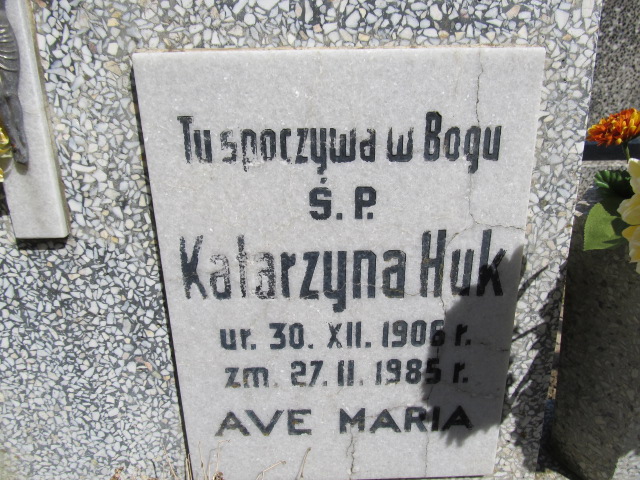 Tu spoczywa w Bogu
Ś. P.
Katarzyna Huk
ur. 30. XII. 1906 r.
zm. 27. II. 1985 r.
AVE MARIA